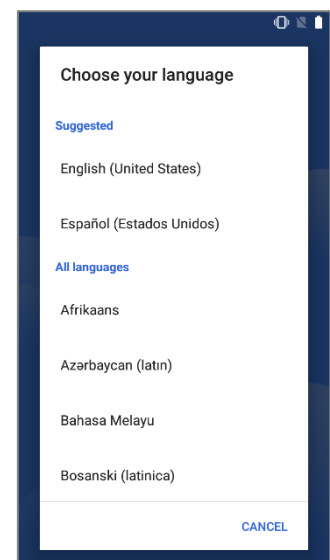 Choose your language
Suggested
English (United States)
Español (Estados Unidos)
All languages
Afrikaans
Azərbaycan (latın)
Bahasa Melayu
Bosanski (latinica)
CANCEL